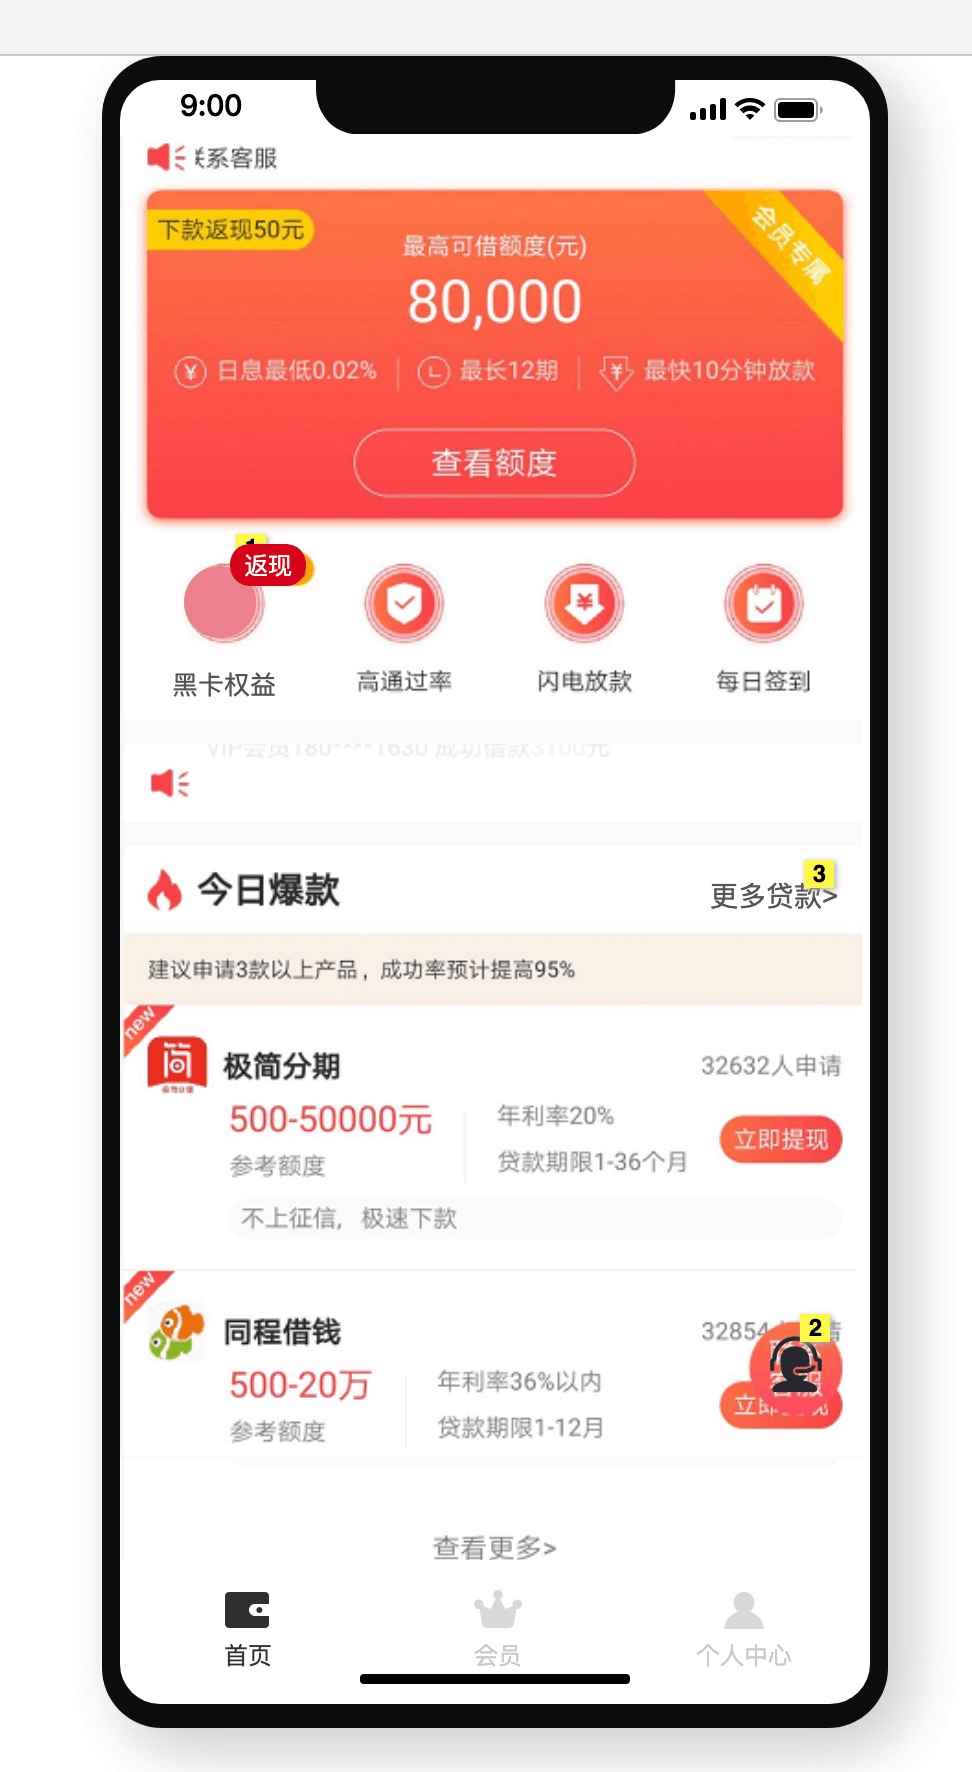 9:00
系客服
下款返现50元
会员专属
最高可借额度(元)
80,000
日息最低0.02%
最长12期
最快10分钟放款
查看额度
1
返现
黑卡权益
高通过率
闪电放款
每日签到
VIP会员180****1630 成功借款3100元
今日爆款
3
更多贷款>
建议申请3款以上产品，成功率预计提高95%
new
简
极简分期
32632人申请
500-50000元
年利率20%
立即提现
参考额度
贷款期限1-36个月
不上征信，极速下款
new
同程借钱
32854
2
500-20万
年利率36%以内
参考额度
贷款期限1-12月
查看更多>
首页
会员
个人中心